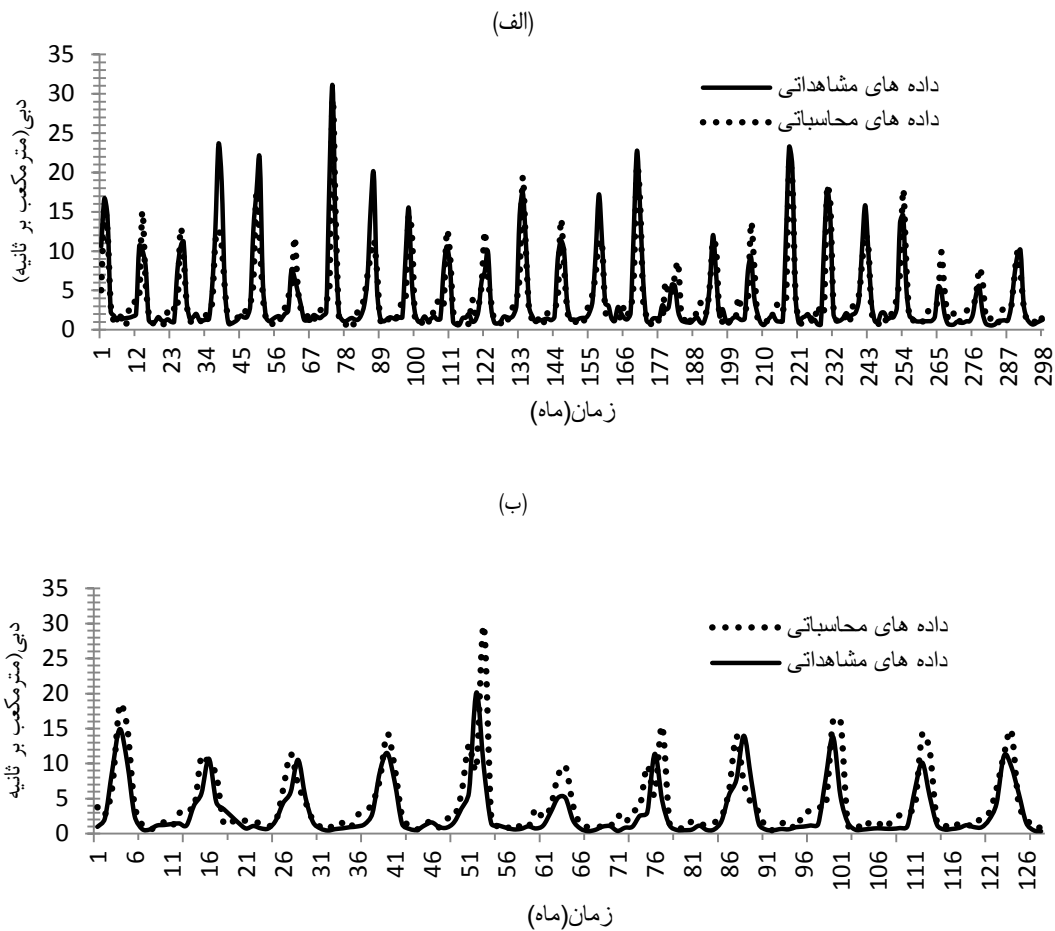 (الف)
35
30
25
20
15
10
5
0
دبی(مترمکعب بر ثانیه)
داده های مشاهداتی
داده های محاسباتی
1 12 23 34 45 56 67 78 89 100 111 122 133 144 155 166 177 188 199 210 221 232 243 254 265 276 287 298
زمان(ماه)
(ب)
35
30
25
20
15
10
5
0
دبی(مترمکعب بر ثانیه
داده های محاسباتی
داده های مشاهداتی
1 6 11 16 21 26 31 36 41 46 51 56 61 66 71 76 81 86 91 96 101 106 111 116 121 126
زمان(ماه)